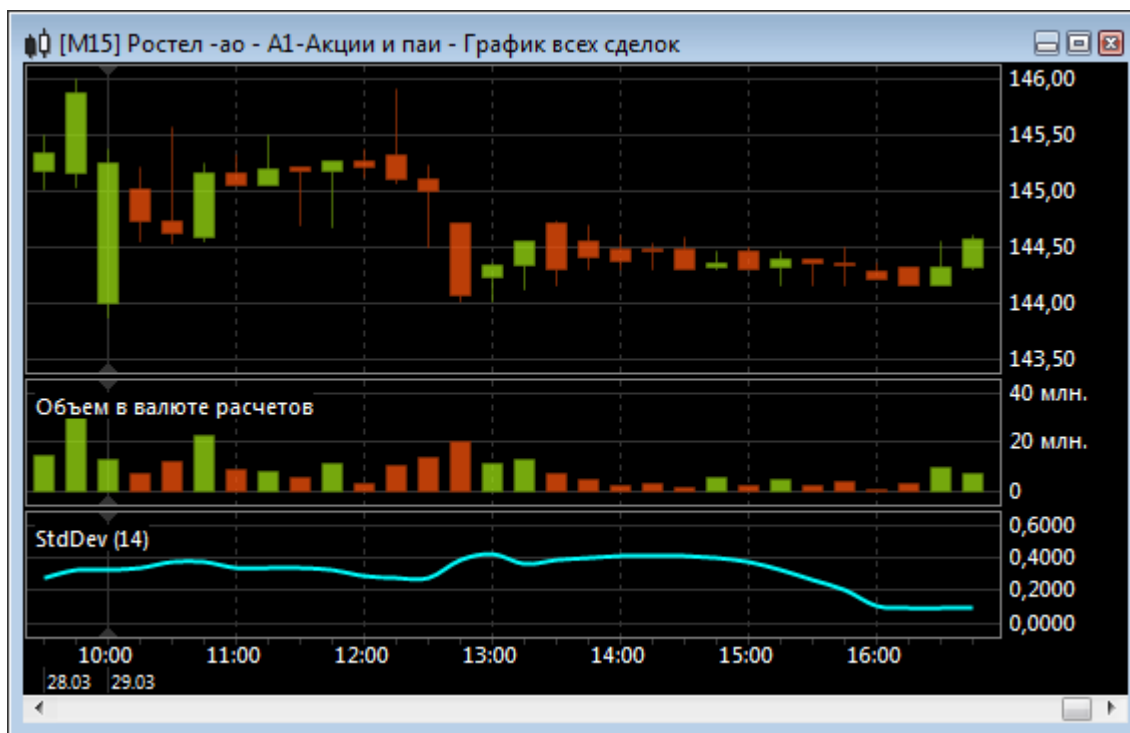 [M15] Ростел -ао - А1-Акции и паи - График всех сделок
146,00
145,50
145,00
144,50
144,00
143,50
Объем в валюте расчетов
40 млн.
20 млн.
0
StdDev (14)
0,6000
0,4000
0,2000
0,0000
10:00 11:00 12:00 13:00 14:00 15:00 16:00
28.03 29.03